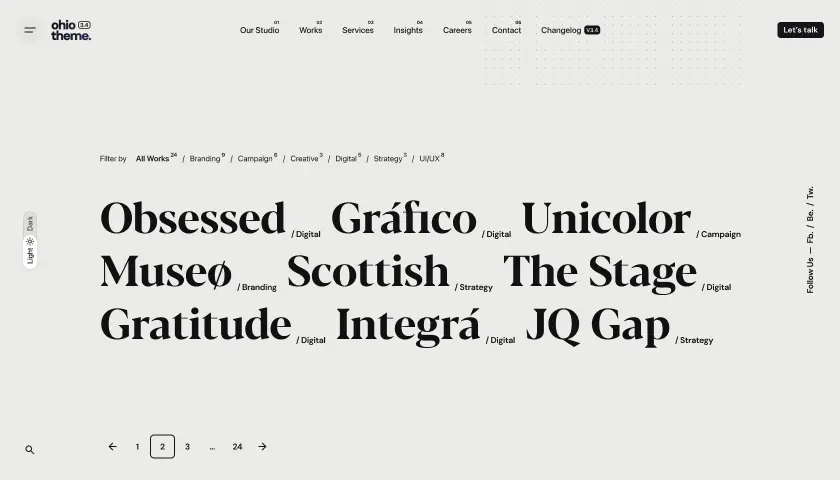 ohio 3.4
theme.
01 02 03 04 05 06
Our Studio Works Services Insights Careers Contact Changelog V3.4
Let's talk
Filter by All Works 24 / Branding 9 / Campaign 6 / Creative 3 / Digital 9 / Strategy 3 / UI/UX 8
Obsessed / Digital Gráfico / Digital Unicolor / Campaign
Museø / Branding Scottish / Strategy The Stage / Digital
Gratitude / Digital Integrá / Digital JQ Gap / Strategy
Light Dark
Follow Us — Fb. / Be. / Tw.
← 1 2 3 ... 24 →